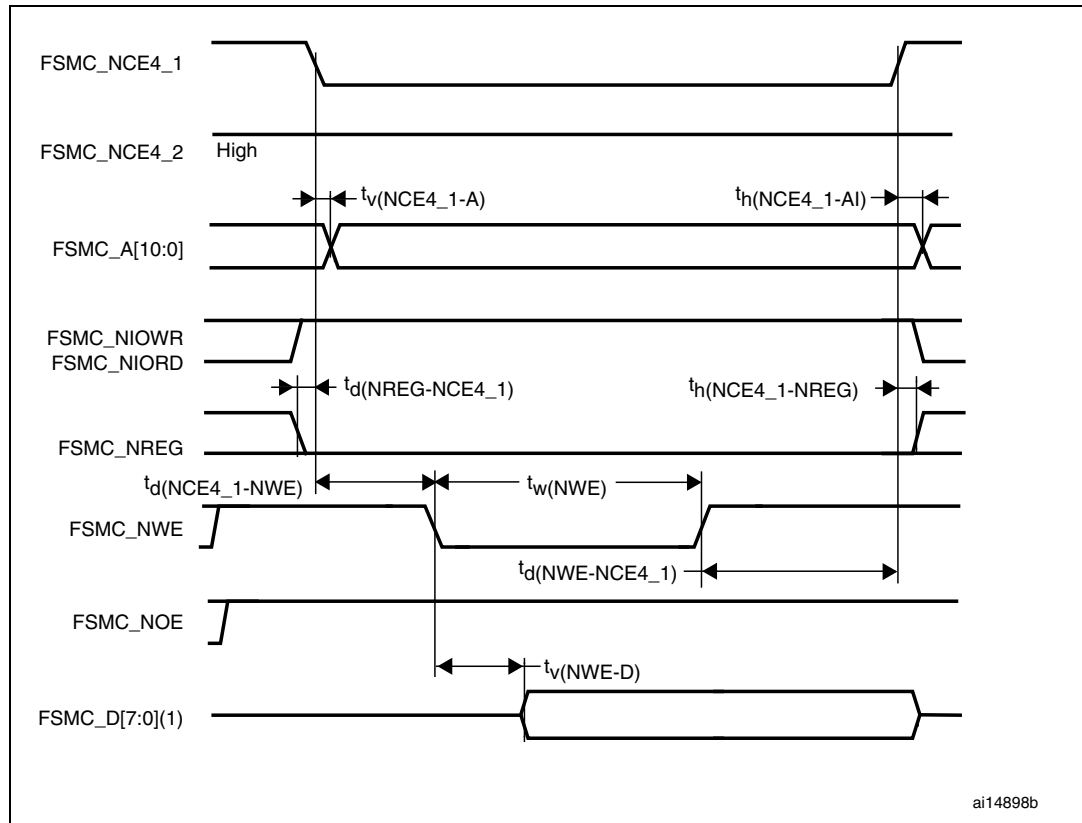 FSMC_NCE4_1
FSMC_NCE4_2
High
tv(NCE4_1-A)
th(NCE4_1-AI)
FSMC_A[10:0]
FSMC_NIOWR
FSMC_NIORD
td(NREG-NCE4_1)
th(NCE4_1-NREG)
FSMC_NREG
td(NCE4_1-NWE)
tw(NWE)
FSMC_NWE
td(NWE-NCE4_1)
FSMC_NOE
tv(NWE-D)
FSMC_D[7:0](1)
ai14898b